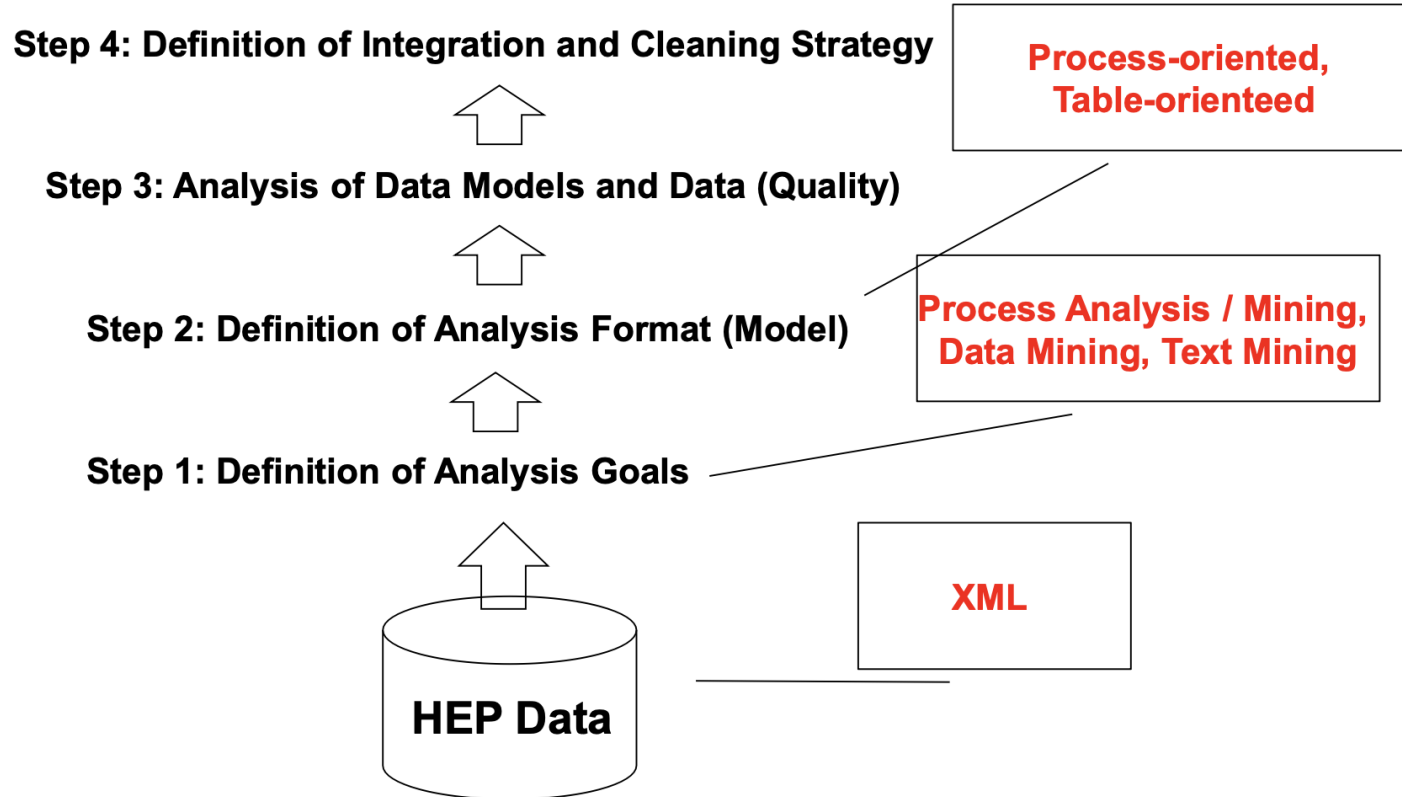 Step 4: Definition of Integration and Cleaning Strategy
Process-oriented,
Table-orienteed
Step 3: Analysis of Data Models and Data (Quality)
Step 2: Definition of Analysis Format (Model)
Process Analysis / Mining,
Data Mining, Text Mining
Step 1: Definition of Analysis Goals
XML
HEP Data